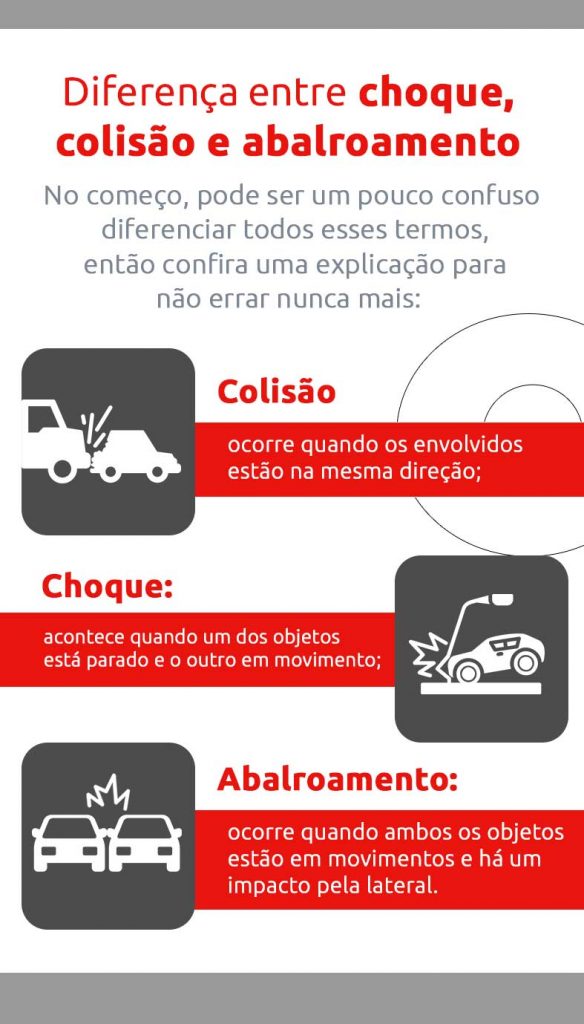 Diferença entre choque,
colisão e abalroamento
No começo, pode ser um pouco confuso
diferenciar todos esses termos,
então confira uma explicação para
não errar nunca mais:
Colisão
ocorre quando os envolvidos
estão na mesma direção;
Choque:
acontece quando um dos objetos
está parado e o outro em movimento;
Abalroamento:
ocorre quando ambos os objetos
estão em movimentos e há um
impacto pela lateral.